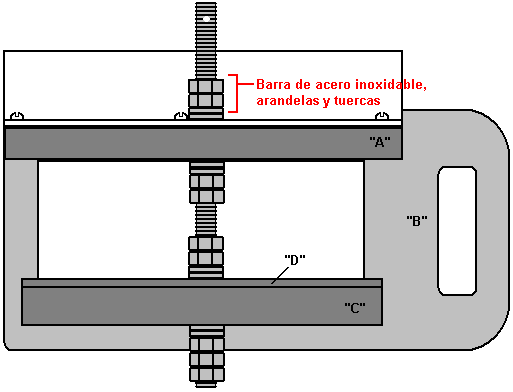 Barra de acero inoxidable,
arandelas y tuercas
"A"
"B"
"D"
"C"